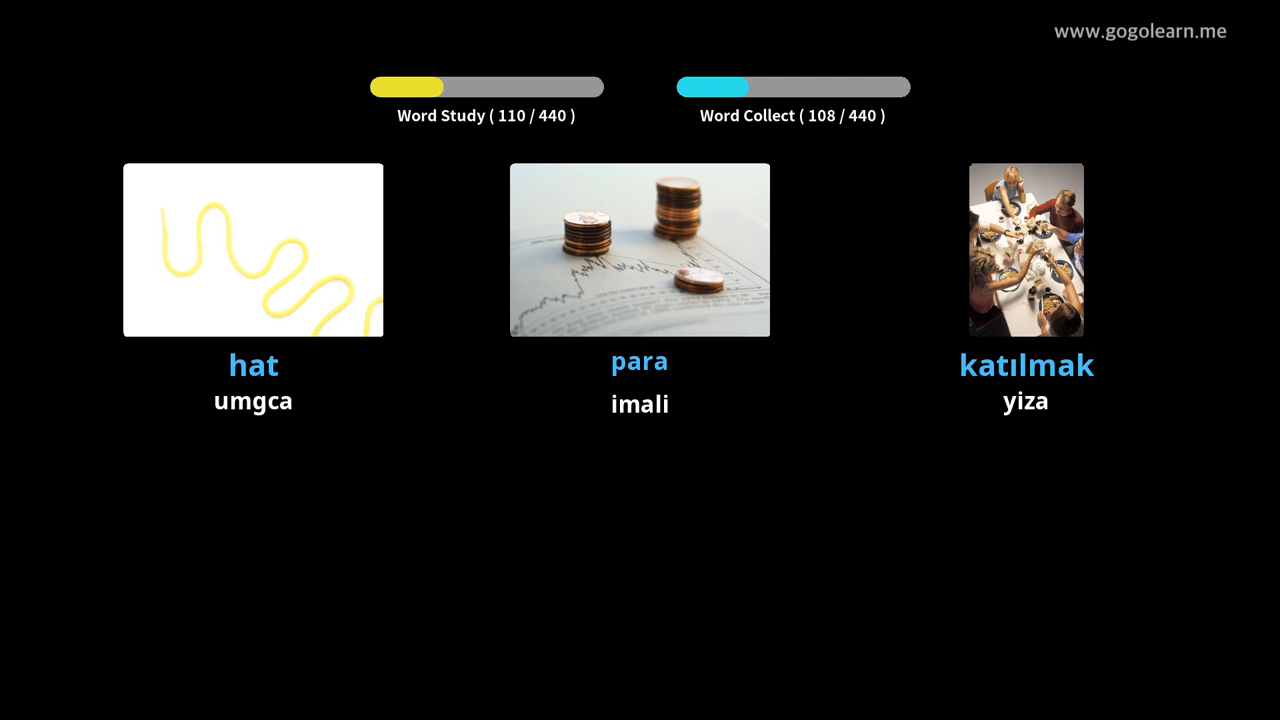 www.gogolearn.me
Word Study ( 110 / 440 )
Word Collect ( 108 / 440 )
hat
umgca
para
imali
katılmak
yiza